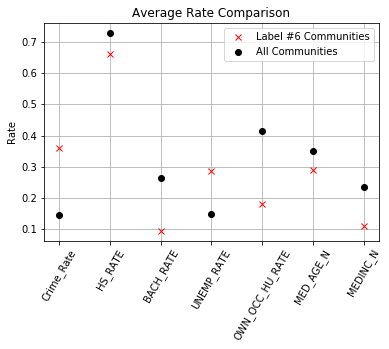 Average Rate Comparison
Label #6 Communities
All Communities
Rate
0.7
0.6
0.5
0.4
0.3
0.2
0.1
Crime_Rate
HS_RATE
BACH_RATE
UNEMP_RATE
OWN_OCC_HU_RATE
MED_AGE_N
MEDINC_N